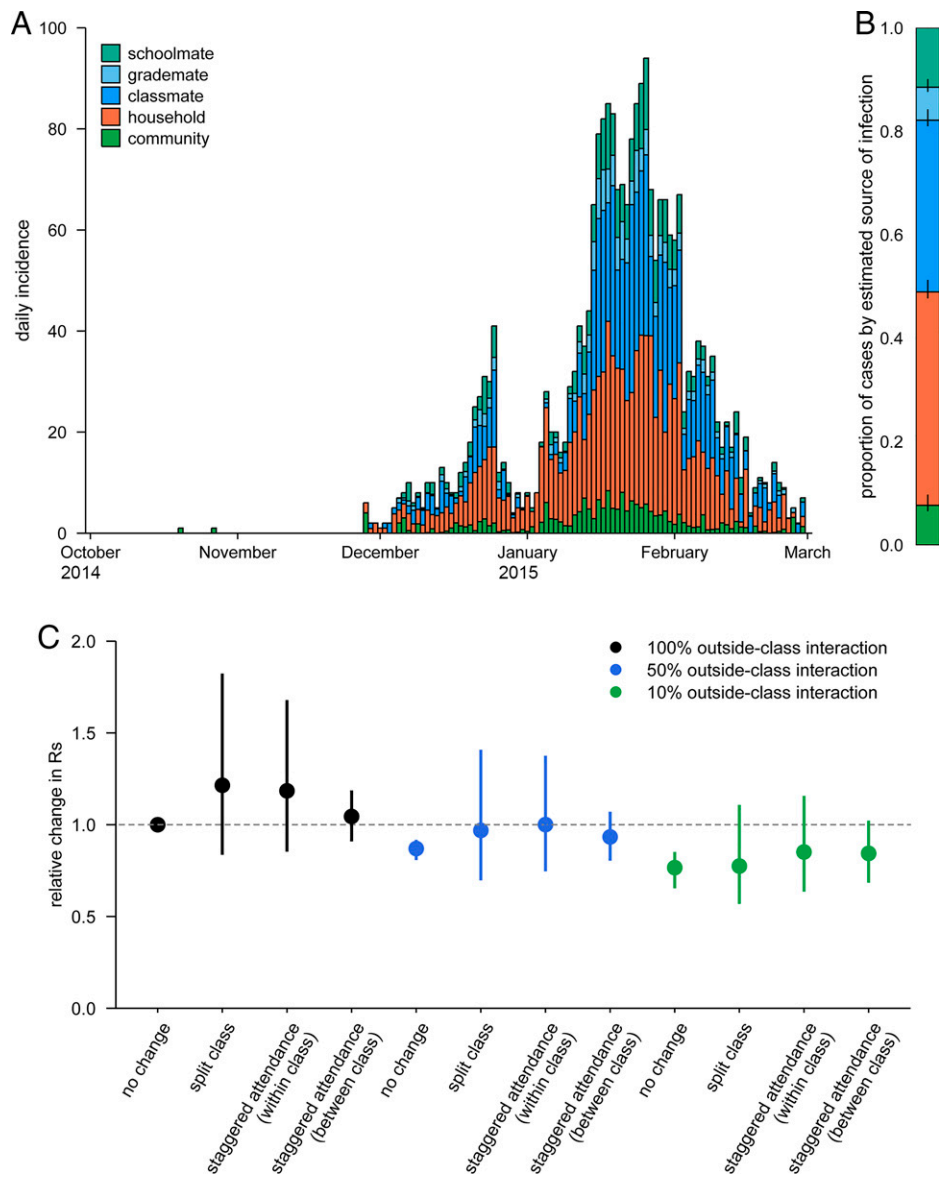 A
100
80
60
40
20
0
daily incidence
schoolmate
grademate
classmate
household
community
October
2014
November
December
January
2015
February
March
B
1.0
0.8
0.6
0.4
0.2
0.0
proportion of cases by estimated source of infection
C
2.0
1.5
1.0
0.5
0.0
relative change in Rs
100% outside-class interaction
50% outside-class interaction
10% outside-class interaction
no change
split class
staggered attendance
(within class)
staggered attendance
(between class)
no change
split class
staggered attendance
(within class)
staggered attendance
(between class)
no change
split class
staggered attendance
(within class)
staggered attendance
(between class)